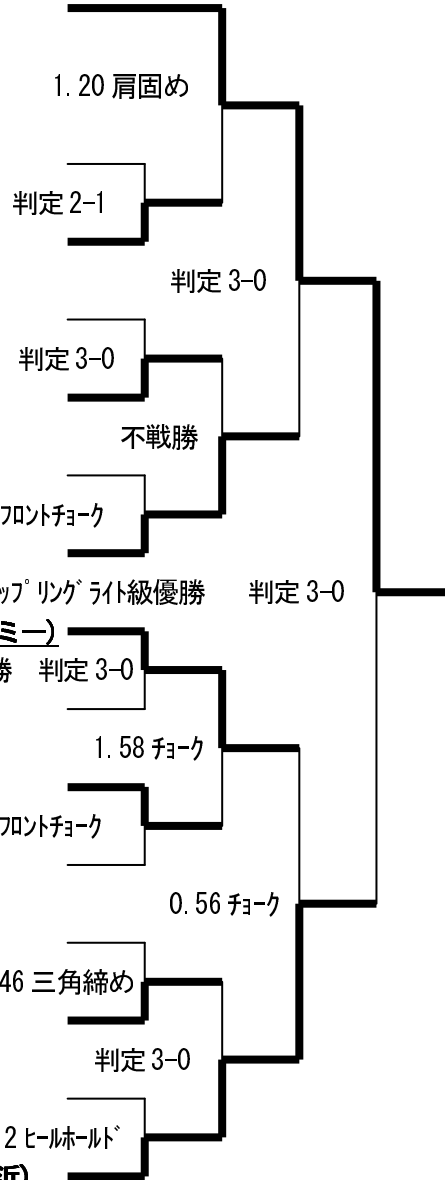 1.20 肩固め
判定 2-1
判定 3-0
判定 3-0
不戦勝
ﾌﾛﾝﾄﾁｮｰｸ
ｯﾌﾟﾘﾝｸﾞﾗｲﾄ級優勝 判定 3-0
ミー)
勝 判定 3-0
1.58 ﾁｮｰｸ
ﾌﾛﾝﾄﾁｮｰｸ
0.56 ﾁｮｰｸ
46 三角締め
判定 3-0
2 ﾋｰﾙﾎｰﾙﾄﾞ
近)